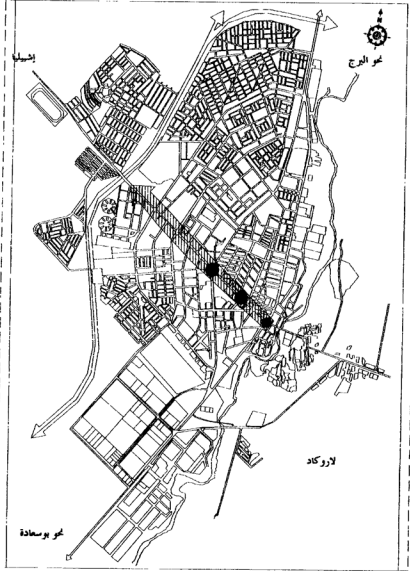 نحو البرج
إشبيليا
لاروكاد
نحو بوسعادة